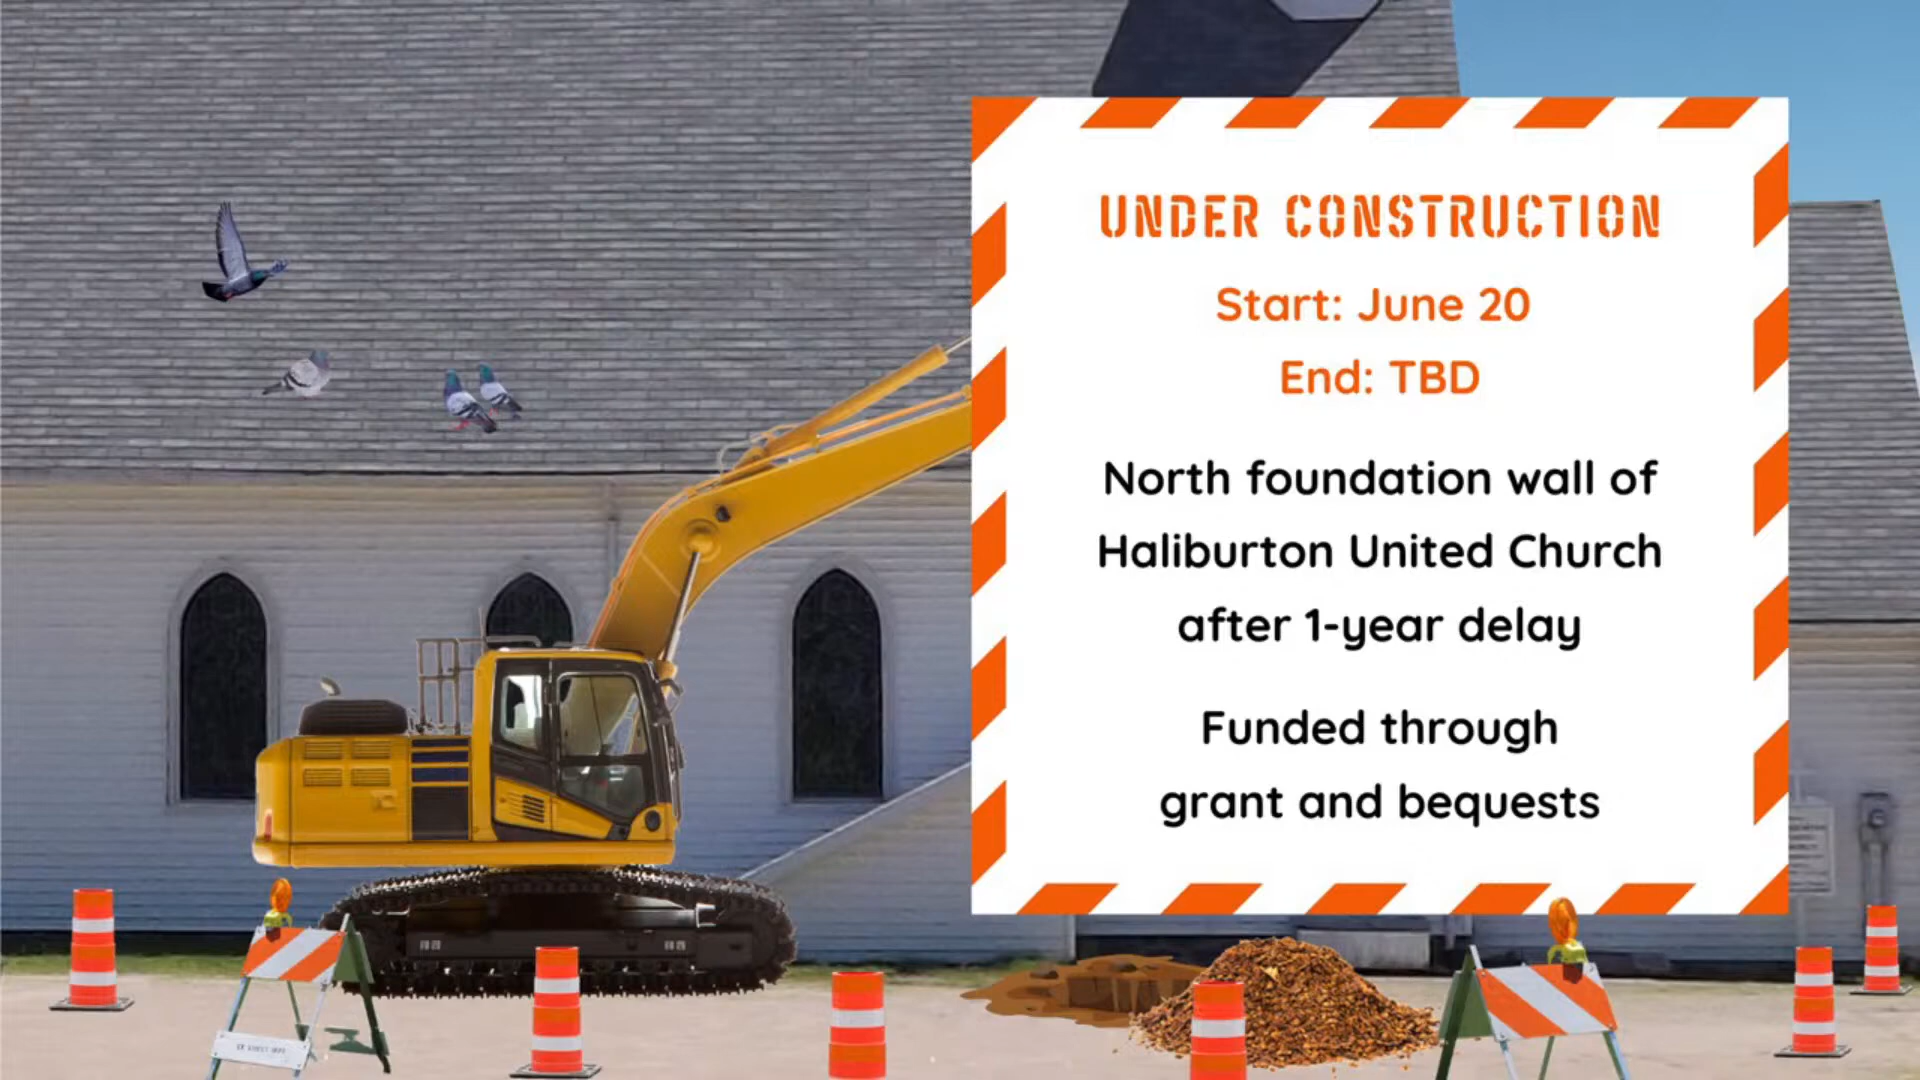 UNDER CONSTRUCTION
Start: June 20
End: TBD
North foundation wall of
Haliburton United Church
after 1-year delay
Funded through
grant and bequests